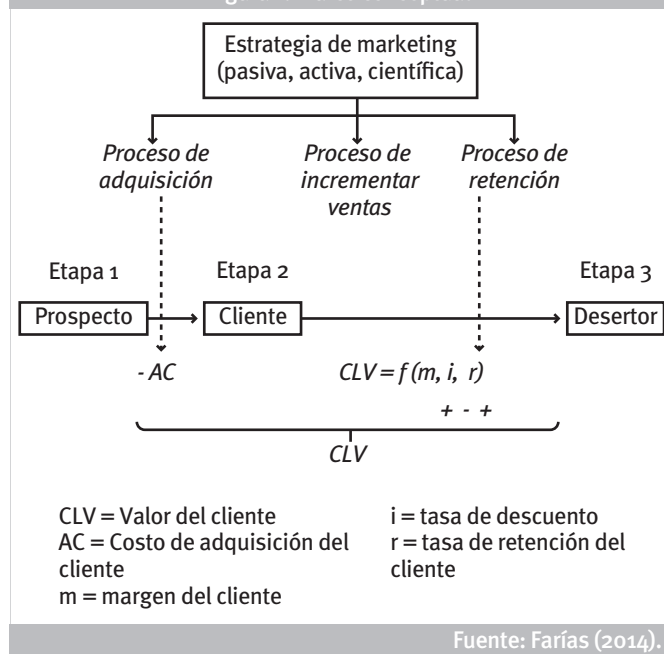 Estrategia de marketing
(pasiva, activa, científica)
Proceso de
adquisición
Proceso de
incrementar
ventas
Proceso de
retención
Etapa 1
Etapa 2
Etapa 3
Prospecto
Cliente
Desertor
- AC
CLV = f (m, i, r)
+ - +
CLV
CLV = Valor del cliente
AC = Costo de adquisición del
cliente
m = margen del cliente
i = tasa de descuento
r = tasa de retención del
cliente
Fuente: Farías (2014).